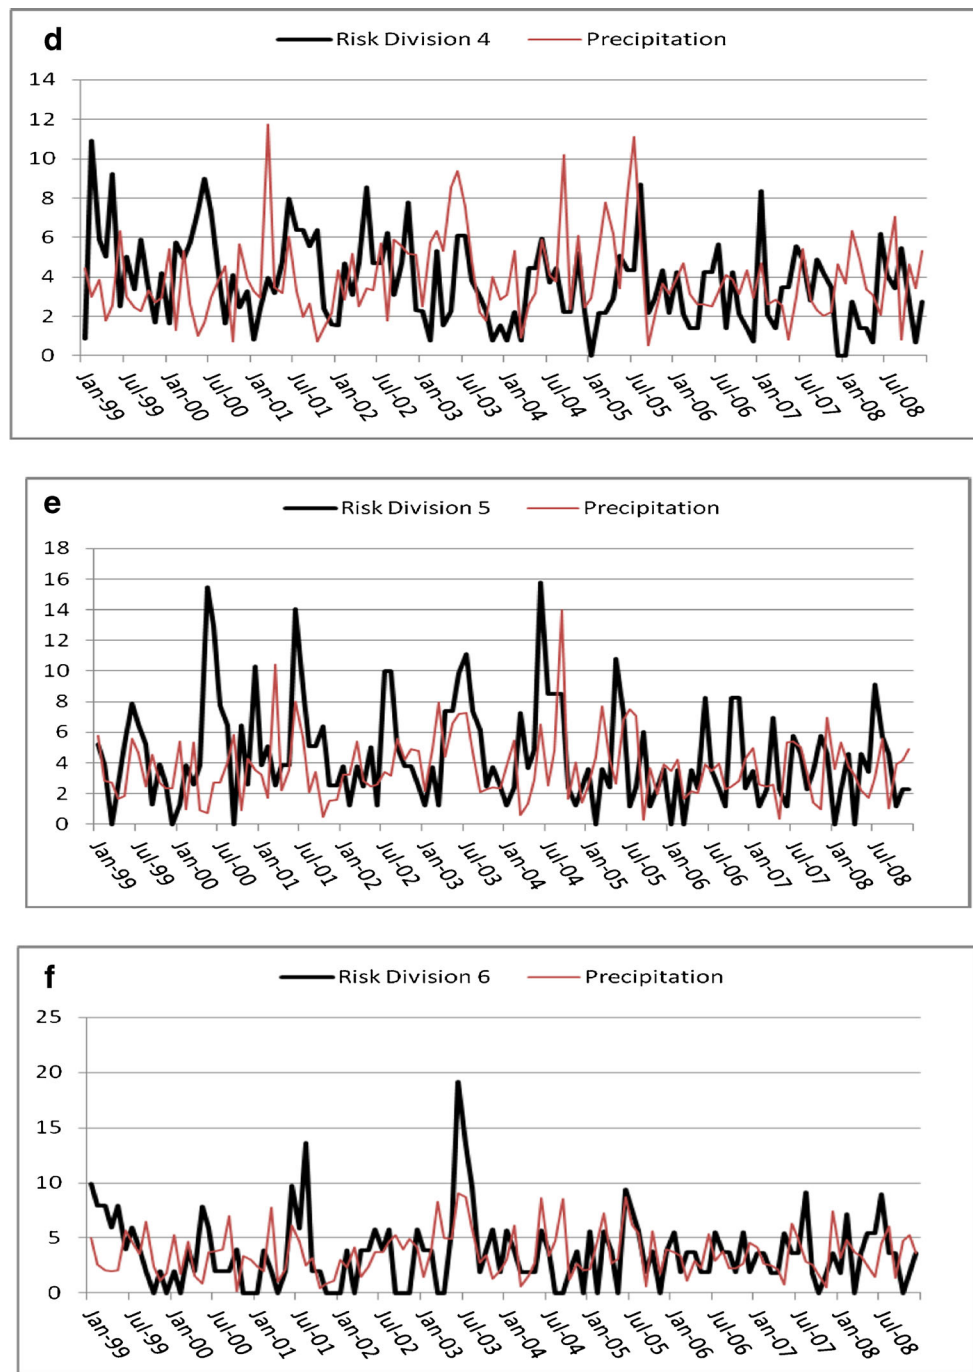 d
Risk Division 4 Precipitation
14
12
10
8
6
4
2
0
Jan-99 Jul-99 Jan-00 Jul-00 Jan-01 Jul-01 Jan-02 Jul-02 Jan-03 Jul-03 Jan-04 Jul-04 Jan-05 Jul-05 Jan-06 Jul-06 Jan-07 Jul-07 Jan-08 Jul-08
e
Risk Division 5 Precipitation
18
16
14
12
10
8
6
4
2
0
Jan-99 Jul-99 Jan-00 Jul-00 Jan-01 Jul-01 Jan-02 Jul-02 Jan-03 Jul-03 Jan-04 Jul-04 Jan-05 Jul-05 Jan-06 Jul-06 Jan-07 Jul-07 Jan-08 Jul-08
f
Risk Division 6 Precipitation
25
20
15
10
5
0
Jan-99 Jul-99 Jan-00 Jul-00 Jan-01 Jul-01 Jan-02 Jul-02 Jan-03 Jul-03 Jan-04 Jul-04 Jan-05 Jul-05 Jan-06 Jul-06 Jan-07 Jul-07 Jan-08 Jul-08